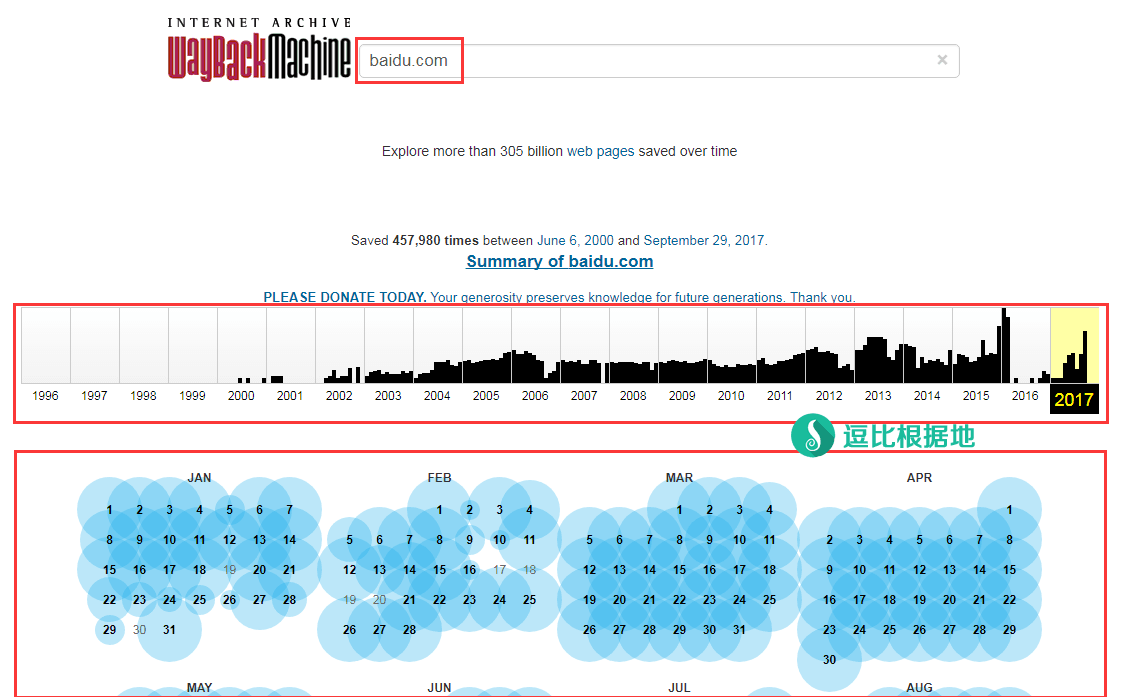 INTERNET ARCHIVE
WayBackMachine
baidu.com ×
Explore more than 305 billion web pages saved over time
Saved 457,980 times between June 6, 2000 and September 29, 2017.
Summary of baidu.com
PLEASE DONATE TODAY. Your generosity preserves knowledge for future generations. Thank you.
1996 1997 1998 1999 2000 2001 2002 2003 2004 2005 2006 2007 2008 2009 2010 2011 2012 2013 2014 2015 2016 2017
逗比根据地
JAN FEB MAR APR
1 2 3 4 5 6 7 1 2 3 4 1 2 3 4 1
8 9 10 11 12 13 14 5 6 7 8 9 10 11 5 6 7 8 9 10 11 2 3 4 5 6 7 8
15 16 17 18 19 20 21 12 13 14 15 16 17 18 12 13 14 15 16 17 18 9 10 11 12 13 14 15
22 23 24 25 26 27 28 19 20 21 22 23 24 25 19 20 21 22 23 24 25 16 17 18 19 20 21 22
29 30 31 26 27 28 26 27 28 29 30 31 23 24 25 26 27 28 29
30
MAY JUN JUL AUG